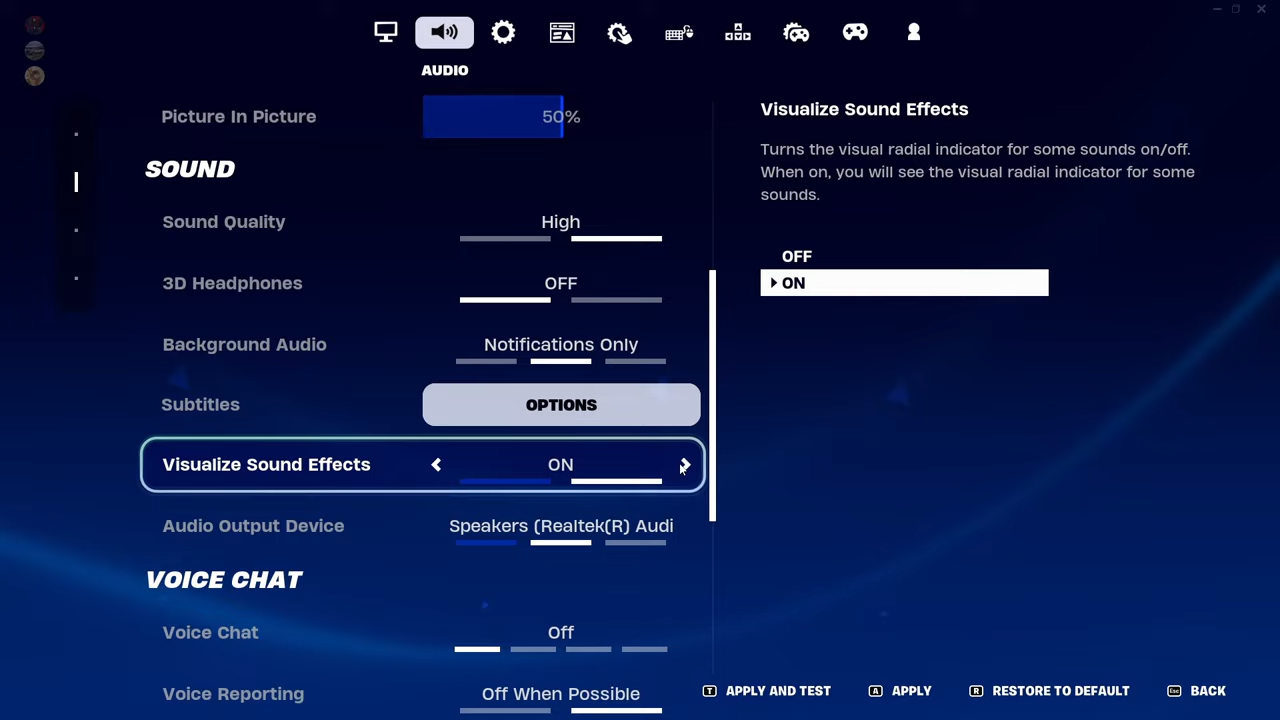 AUDIO
Picture In Picture
50%
SOUND
Sound Quality
High
3D Headphones
OFF
Background Audio
Notifications Only
Subtitles
OPTIONS
Visualize Sound Effects
ON
Audio Output Device
Speakers (Realtek(R) Audi
VOICE CHAT
Voice Chat
Off
Voice Reporting
Off When Possible
Visualize Sound Effects
Turns the visual radial indicator for some sounds on/off.
When on, you will see the visual radial indicator for some
sounds.
OFF
ON
T APPLY AND TEST
A APPLY
R RESTORE TO DEFAULT
Esc BACK